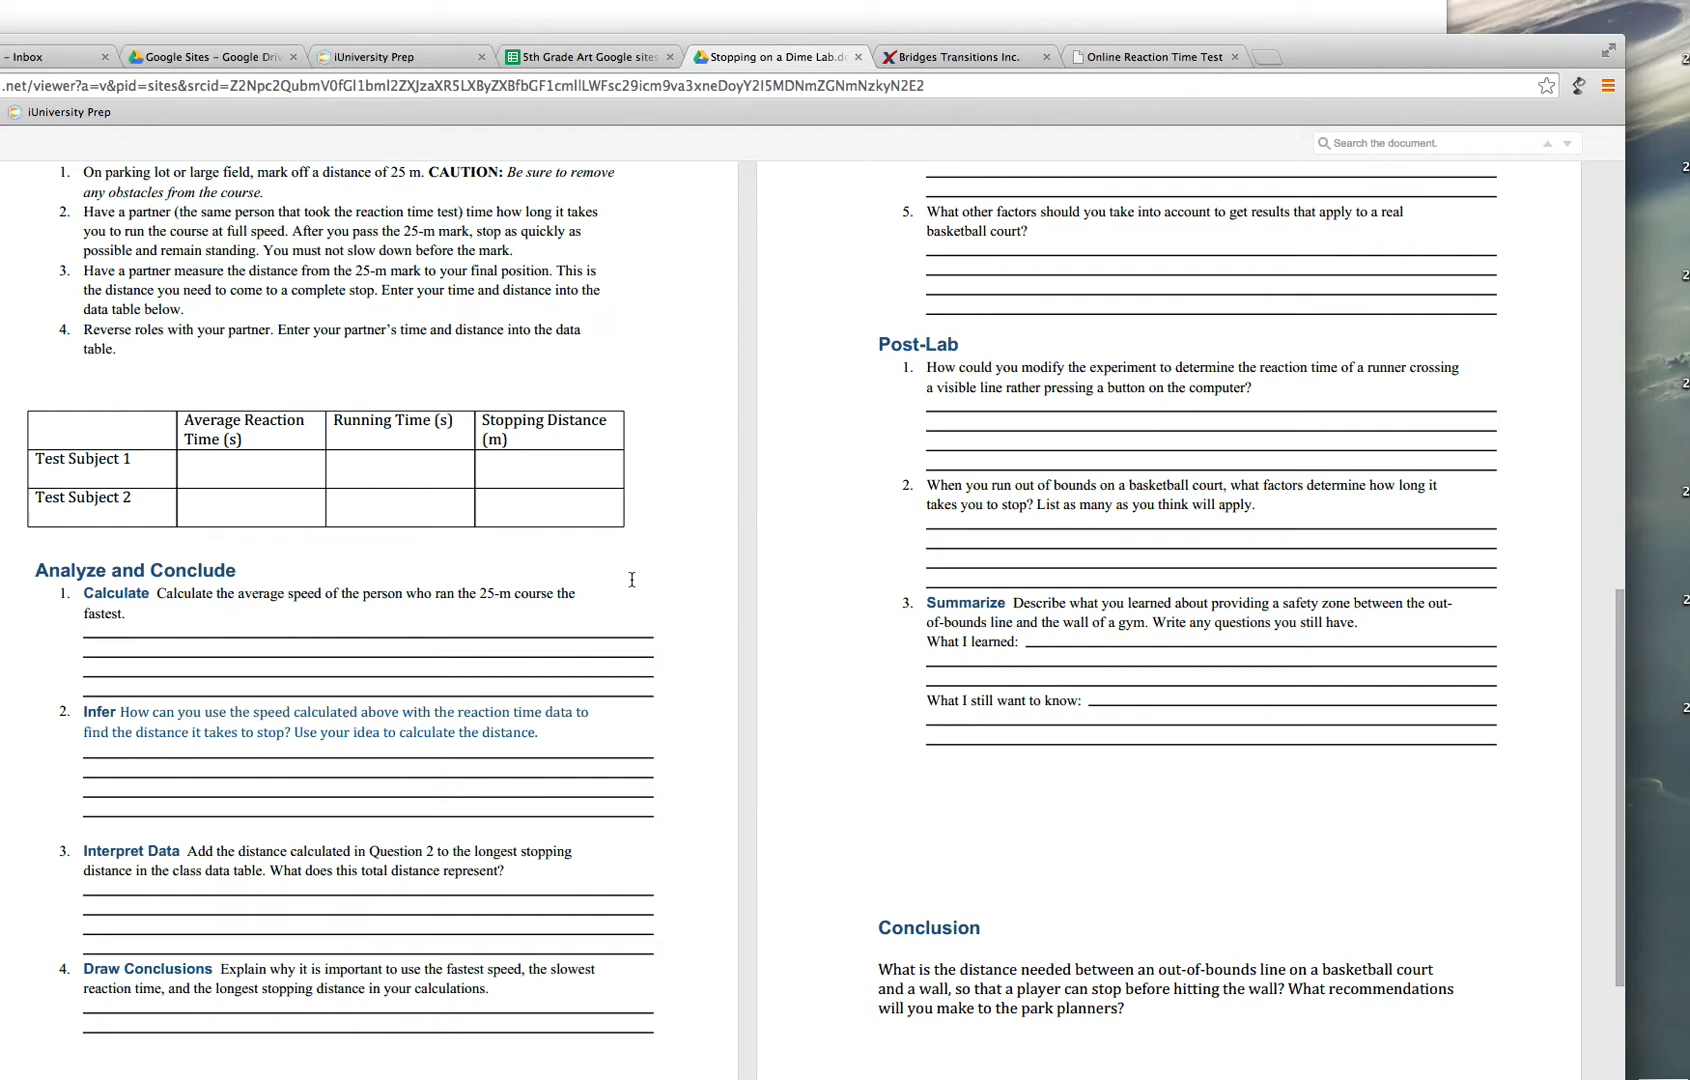 – Inbox
Google Sites – Google Driv
iUniversity Prep
5th Grade Art Google sites
Stopping on a Dime Lab.do
Bridges Transitions Inc.
Online Reaction Time Test
.net/viewer?a=v&pid=sites&srcid=Z2Npc2QubmV0fGl1bml2ZXJzaXR5LXByZXBfbGF1cmllLWFsc29icm9va3xneDoyY2I5MDNmZGNmNzkyN2E2
iUniversity Prep
Search the document.
1. On parking lot or large field, mark off a distance of 25 m. CAUTION: Be sure to remove
any obstacles from the course.
2. Have a partner (the same person that took the reaction time test) time how long it takes
you to run the course at full speed. After you pass the 25-m mark, stop as quickly as
possible and remain standing. You must not slow down before the mark.
3. Have a partner measure the distance from the 25-m mark to your final position. This is
the distance you need to come to a complete stop. Enter your time and distance into the
data table below.
4. Reverse roles with your partner. Enter your partner's time and distance into the data
table.
Average Reaction
Time (s)
Running Time (s)
Stopping Distance
(m)
Test Subject 1
Test Subject 2
Analyze and Conclude
1. Calculate Calculate the average speed of the person who ran the 25-m course the
fastest.
2. Infer How can you use the speed calculated above with the reaction time data to
find the distance it takes to stop? Use your idea to calculate the distance.
3. Interpret Data Add the distance calculated in Question 2 to the longest stopping
distance in the class data table. What does this total distance represent?
4. Draw Conclusions Explain why it is important to use the fastest speed, the slowest
reaction time, and the longest stopping distance in your calculations.
5. What other factors should you take into account to get results that apply to a real
basketball court?
Post-Lab
1. How could you modify the experiment to determine the reaction time of a runner crossing
a visible line rather pressing a button on the computer?
2. When you run out of bounds on a basketball court, what factors determine how long it
takes you to stop? List as many as you think will apply.
3. Summarize Describe what you learned about providing a safety zone between the out-
of-bounds line and the wall of a gym. Write any questions you still have.
What I learned:
What I still want to know:
Conclusion
What is the distance needed between an out-of-bounds line on a basketball court
and a wall, so that a player can stop before hitting the wall? What recommendations
will you make to the park planners?
2
2
2
2
2
2
2